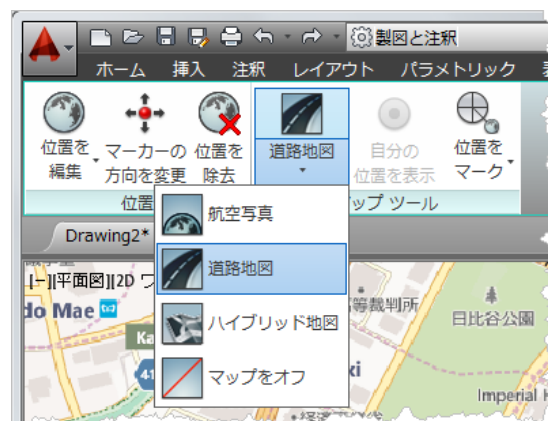 製図と注釈
ホーム 挿入 注釈 レイアウト パラメトリック
位置を編集
マーカーの方向を変更
位置を除去
道路地図
自分の位置を表示
位置をマーク
位置
ップ ツール
航空写真
道路地図
ハイブリッド地図
マップをオフ
Drawing2*
[-][平面図][2D ワ
do Mae
Ka
41
等裁判所
日比谷公園
xi
Imperial